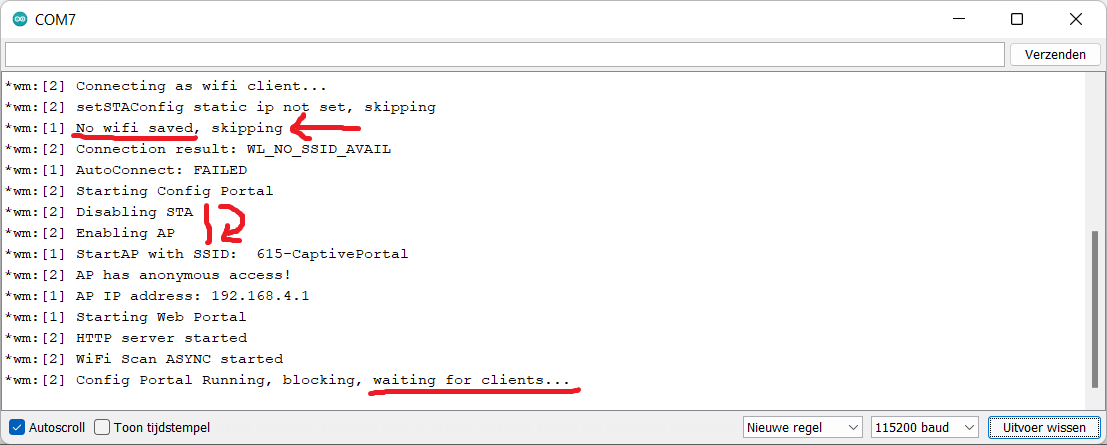 COM7
Verzenden
*wm:[2] Connecting as wifi client...
*wm:[2] setSTAConfig static ip not set, skipping
*wm:[1] No wifi saved, skipping
*wm:[2] Connection result: WL_NO_SSID_AVAIL
*wm:[1] AutoConnect: FAILED
*wm:[2] Starting Config Portal
*wm:[2] Disabling STA
*wm:[2] Enabling AP
*wm:[1] StartAP with SSID:  615-CaptivePortal
*wm:[2] AP has anonymous access!
*wm:[1] AP IP address: 192.168.4.1
*wm:[1] Starting Web Portal
*wm:[2] HTTP server started
*wm:[2] WiFi Scan ASYNC started
*wm:[2] Config Portal Running, blocking, waiting for clients...
Autoscroll Toon tijdstempel Nieuwe regel 115200 baud Uitvoer wissen